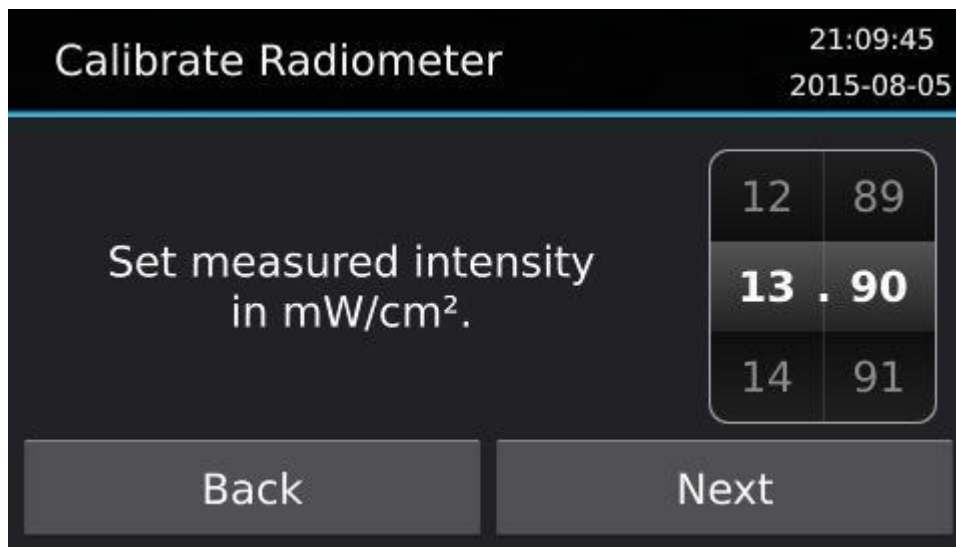 Calibrate Radiometer
21:09:45
2015-08-05
Set measured intensity
in mW/cm².
12 89
13 . 90
14 91
Back Next